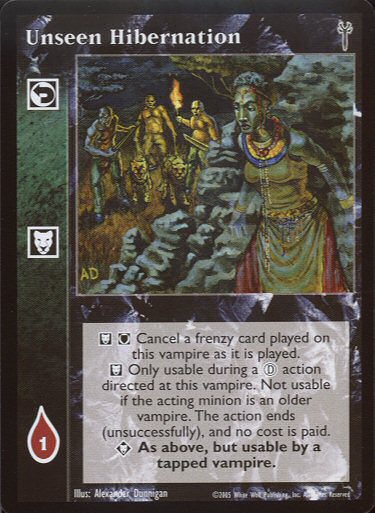 Unseen Hibernation
AD
Cancel a frenzy card played on
this vampire as it is played.
Only usable during a Ⓓ action
directed at this vampire. Not usable
if the acting minion is an older
vampire. The action ends
(unsuccessfully), and no cost is paid.
As above, but usable by a
tapped vampire.
1
Illus: Alexander Dunnigan
©2005 White Wolf Publishing, Inc. All Rights Reserved